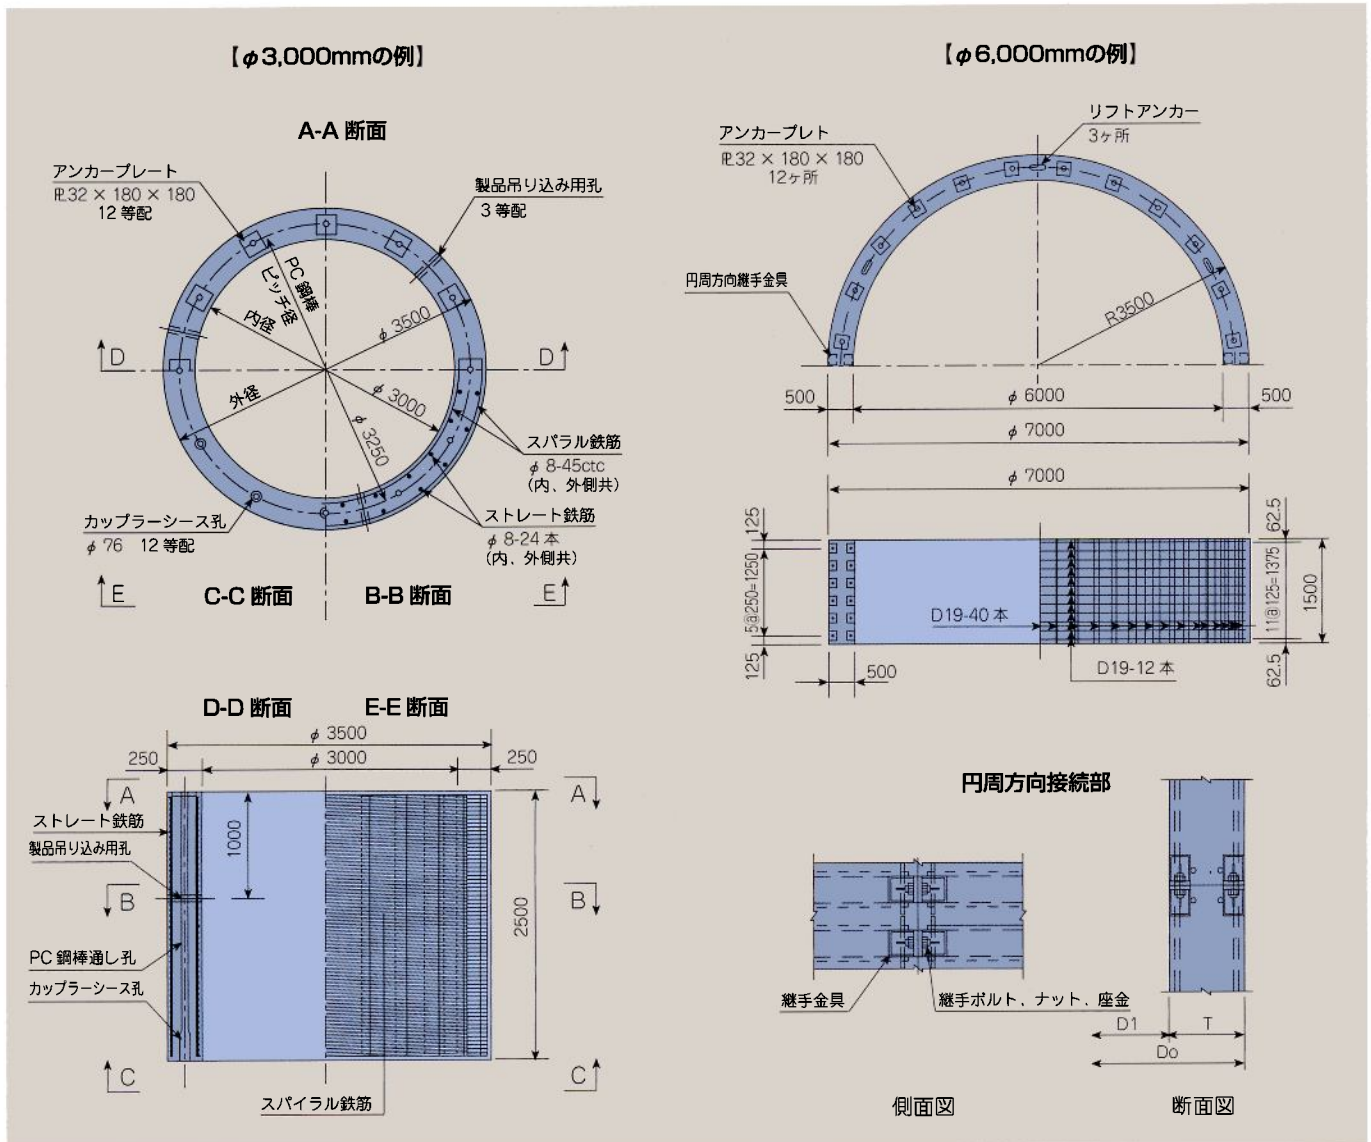 【φ3,000mmの例】
A-A 断面
アンカープレート
PL32 × 180 × 180
12 等配
製品吊り込み用孔
3 等配
PC 鋼棒
ピッチ径
内径
外径
φ 3500
φ 3000
φ 3250
D
D
スパラル鉄筋
φ 8-45ctc
(内、外側共)
ストレート鉄筋
φ 8-24 本
(内、外側共)
カップラーシース孔
φ 76 12 等配
E
E
C-C 断面
B-B 断面
D-D 断面
E-E 断面
φ 3500
250
φ 3000
250
A
A
ストレート鉄筋
製品吊り込み用孔
1000
B
B
2500
PC 鋼棒通し孔
カップラーシース孔
C
C
スパイラル鉄筋
【φ6,000mmの例】
リフトアンカー
3ヶ所
アンカープレト
PL32 × 180 × 180
12ヶ所
円周方向継手金具
R3500
500
φ 6000
500
φ 7000
φ 7000
125
5@250=1250
125
62.5
11@125=1375
62.5
1500
D19-40 本
D19-12 本
500
円周方向接続部
継手金具
継手ボルト、ナット、座金
D1
T
Do
側面図
断面図